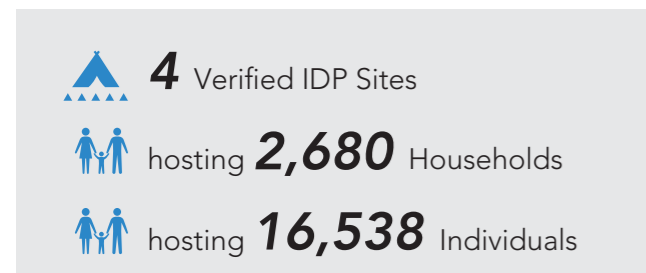 4 Verified IDP Sites
hosting 2,680 Households
hosting 16,538 Individuals